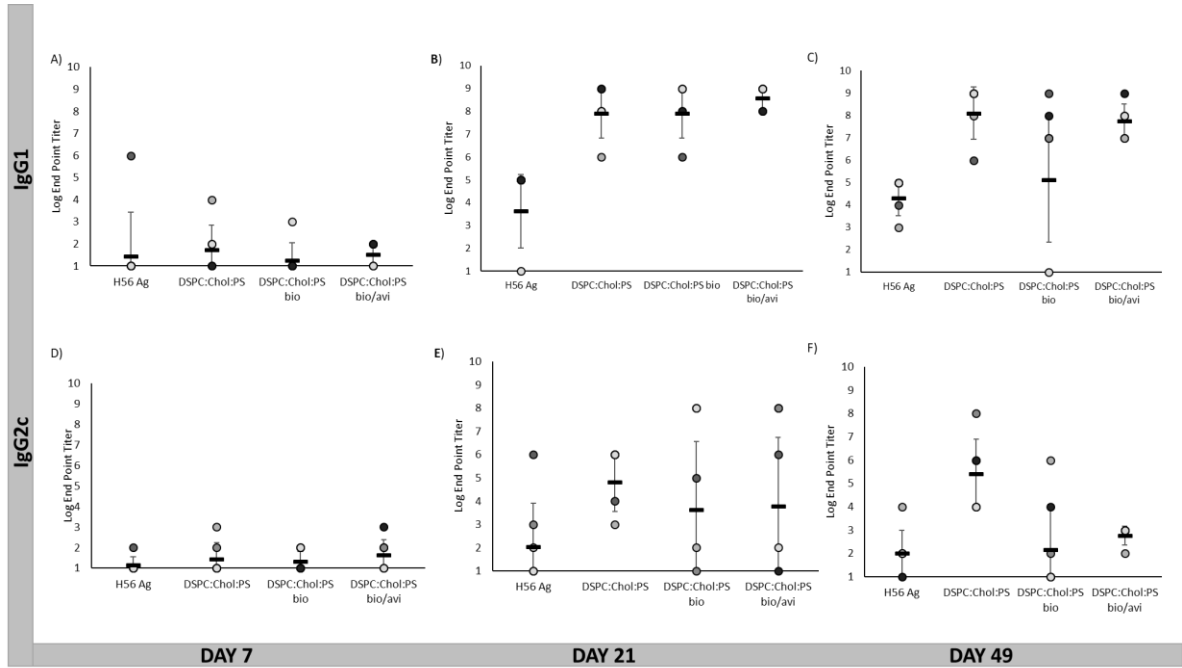 IgG1
A)
10
9
8
7
6
5
4
3
2
1
Log End Point Titer
H56 Ag
DSPC:Chol:PS
DSPC:Chol:PS
bio
DSPC:Chol:PS
bio/avi
B)
10
9
8
7
6
5
4
3
2
1
Log End Point Titer
H56 Ag
DSPC:Chol:PS
DSPC:Chol:PS bio
DSPC:Chol:PS
bio/avi
C)
10
9
8
7
6
5
4
3
2
1
Log End Point Titer
H56 Ag
DSPC:Chol:PS
DSPC:Chol:PS
bio
DSPC:Chol:PS
bio/avi
IgG2c
D)
10
9
8
7
6
5
4
3
2
1
Log End Point Titer
H56 Ag
DSPC:Chol:PS
DSPC:Chol:PS
bio
DSPC:Chol:PS
bio/avi
E)
10
9
8
7
6
5
4
3
2
1
Log End Point Titer
H56 Ag
DSPC:Chol:PS
DSPC:Chol:PS
bio
DSPC:Chol:PS
bio/avi
F)
10
9
8
7
6
5
4
3
2
1
Log End Point Titer
H56 Ag
DSPC:Chol:PS
DSPC:Chol:PS
bio
DSPC:Chol:PS
bio/avi
DAY 7
DAY 21
DAY 49